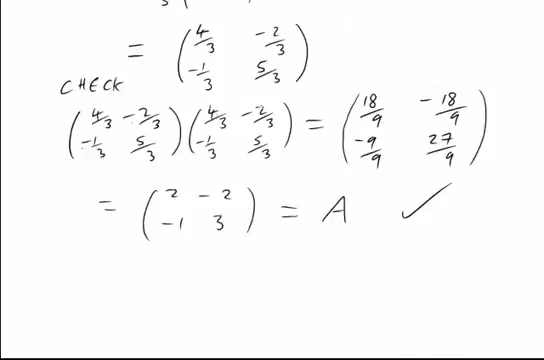 = ( 4/3 -2/3
-1/3 5/3 )
CHECK
( 4/3 -2/3
-1/3 5/3 ) ( 4/3 -2/3
-1/3 5/3 ) = ( 18/9 -18/9
-9/9 27/9 )
= ( 2 -2
-1 3 ) = A ✓